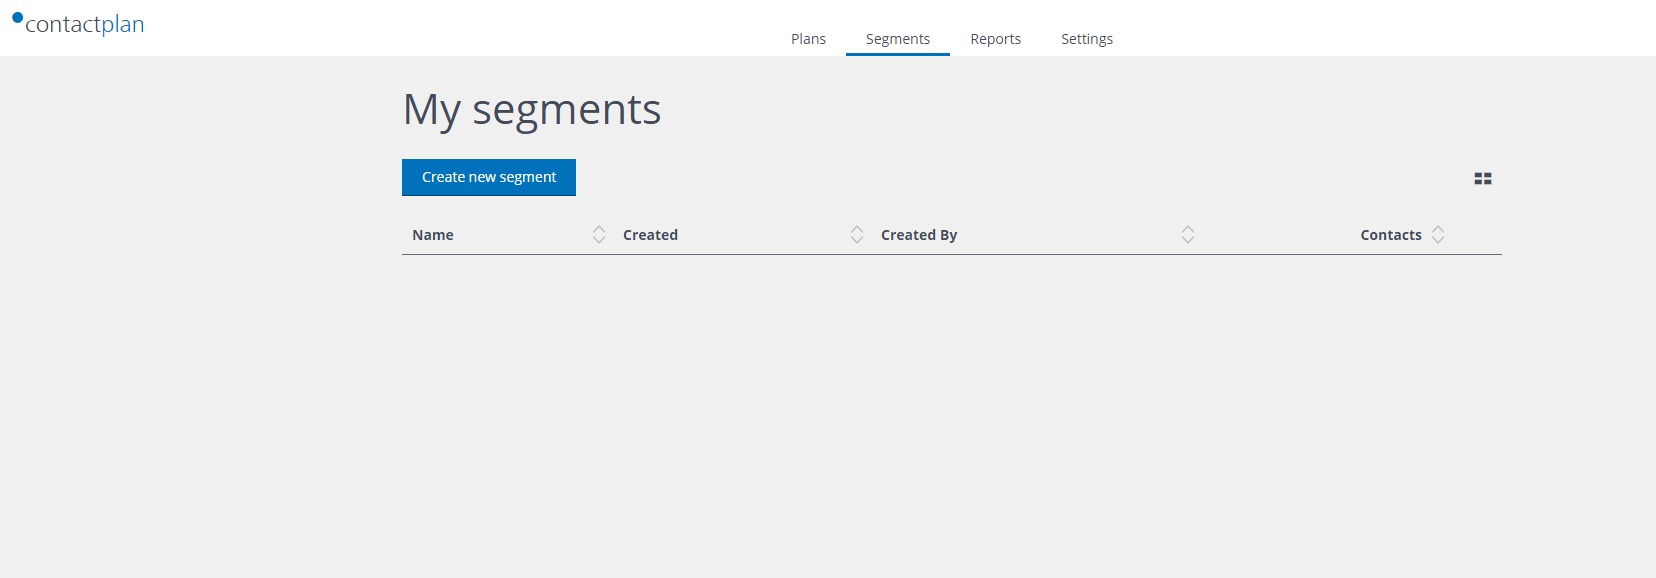 contactplan
Plans Segments Reports Settings
My segments
Create new segment
Name Created Created By Contacts